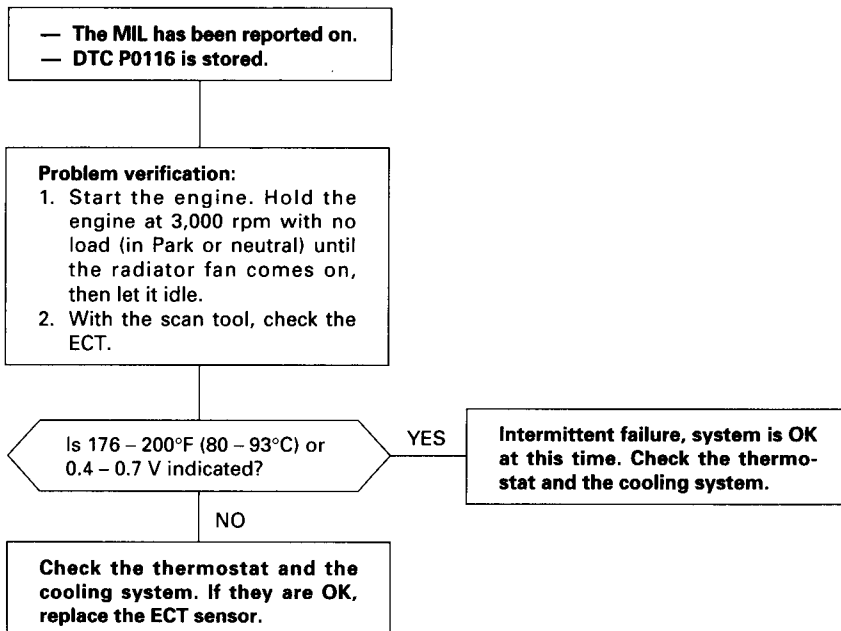 — The MIL has been reported on.
— DTC P0116 is stored.
Problem verification:
1. Start the engine. Hold the
engine at 3,000 rpm with no
load (in Park or neutral) until
the radiator fan comes on,
then let it idle.
2. With the scan tool, check the
ECT.
Is 176 – 200°F (80 – 93°C) or
0.4 – 0.7 V indicated?
YES
Intermittent failure, system is OK
at this time. Check the thermo-
stat and the cooling system.
NO
Check the thermostat and the
cooling system. If they are OK,
replace the ECT sensor.